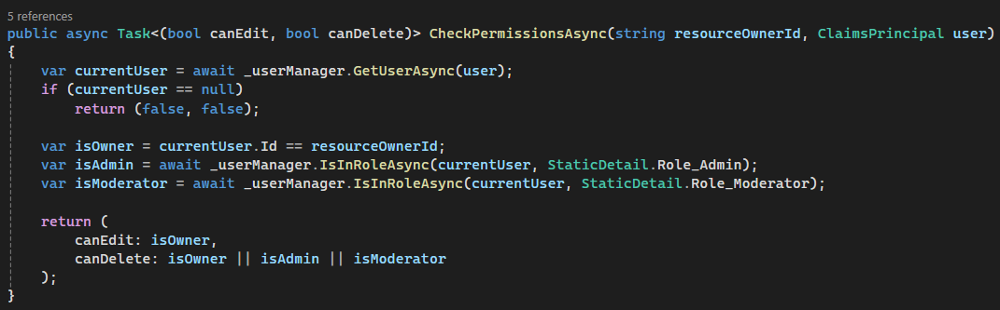 5 references
public async Task<(bool canEdit, bool canDelete)> CheckPermissionsAsync(string resourceOwnerId, ClaimsPrincipal user)
{
    var currentUser = await _userManager.GetUserAsync(user);
    if (currentUser == null)
        return (false, false);

    var isOwner = currentUser.Id == resourceOwnerId;
    var isAdmin = await _userManager.IsInRoleAsync(currentUser, StaticDetail.Role_Admin);
    var isModerator = await _userManager.IsInRoleAsync(currentUser, StaticDetail.Role_Moderator);

    return (
        canEdit: isOwner,
        canDelete: isOwner || isAdmin || isModerator
    );
}